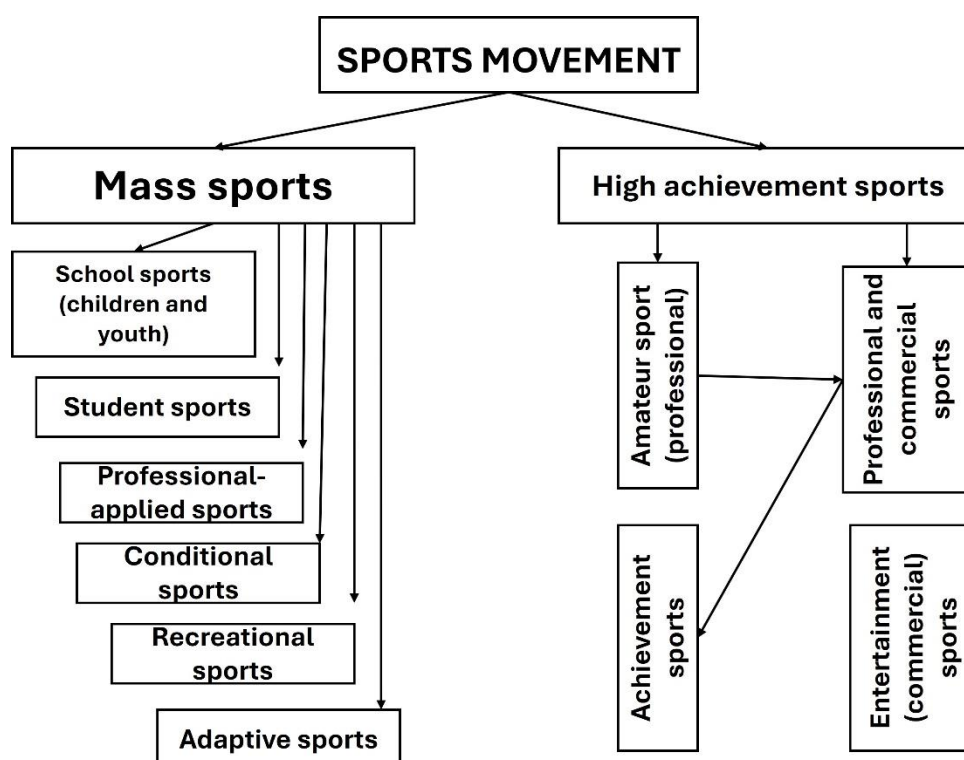 SPORTS MOVEMENT
Mass sports
High achievement sports
School sports
(children and
youth)
Student sports
Professional-
applied sports
Conditional
sports
Recreational
sports
Adaptive sports
Amateur sport
(professional)
Professional and
commercial
sports
Achievement
sports
Entertainment
(commercial)
sports